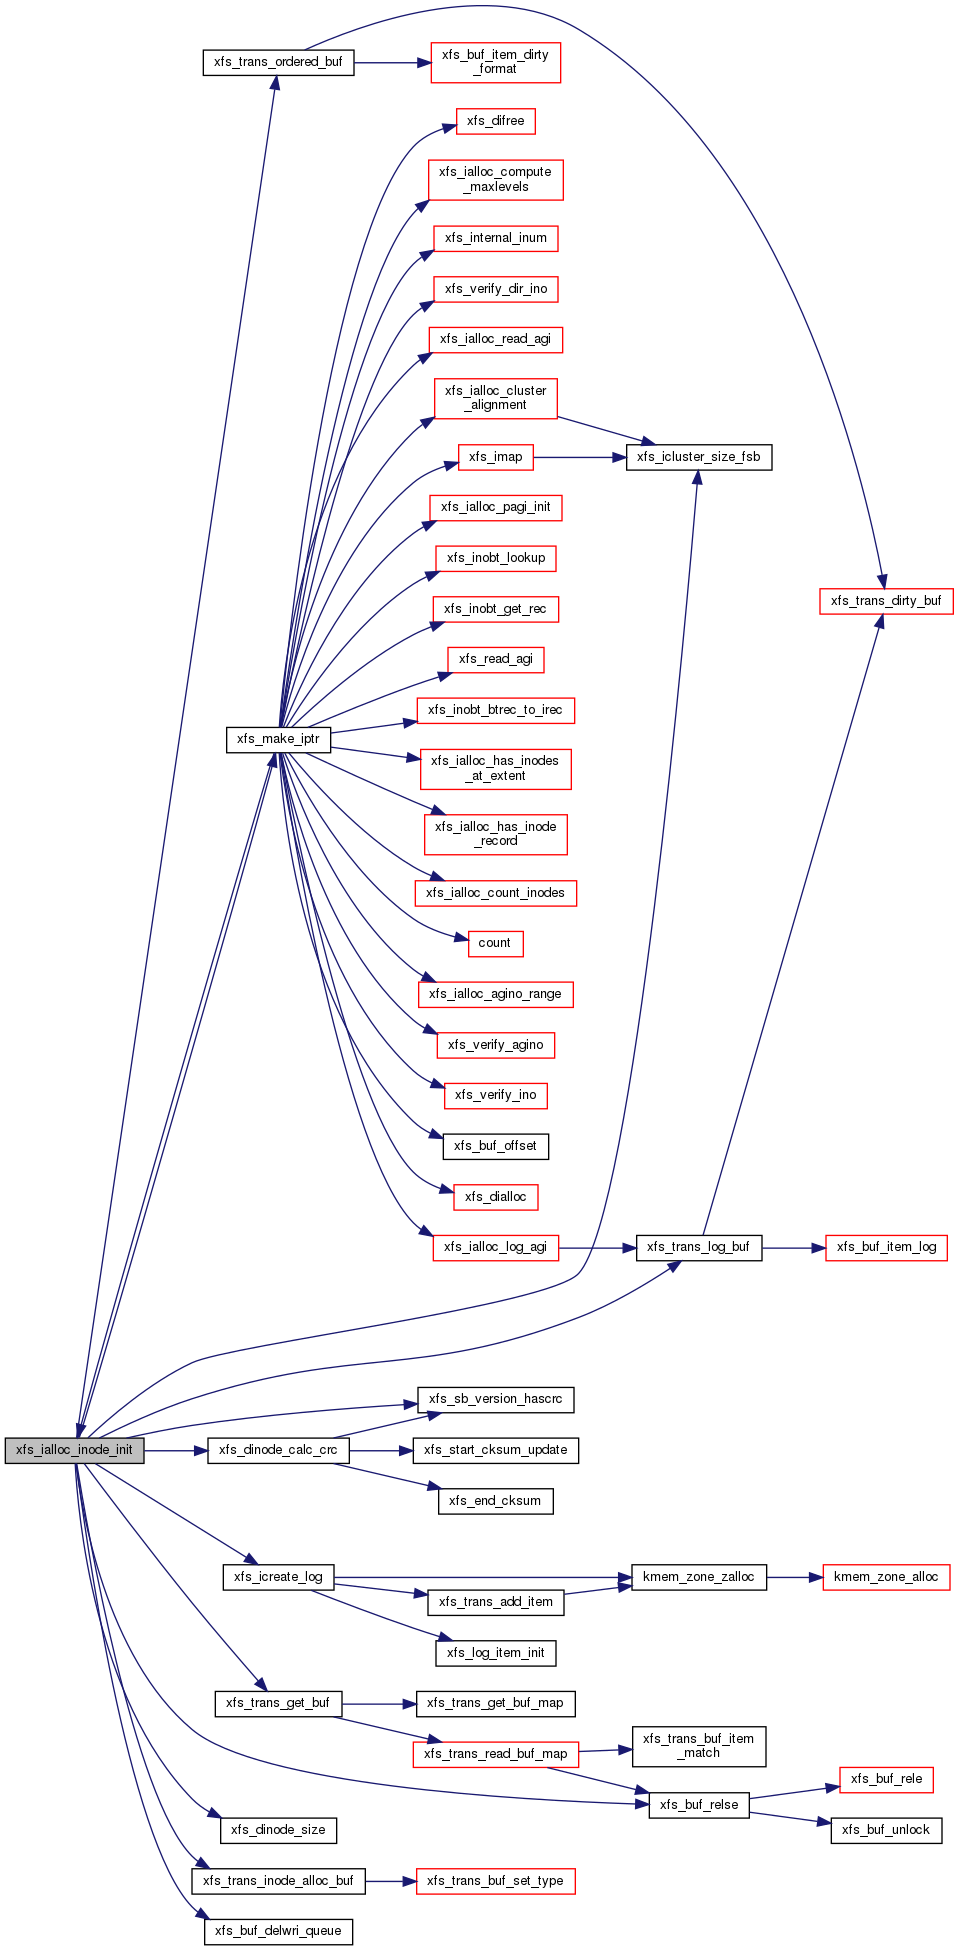 xfs_trans_ordered_buf
xfs_buf_item_dirty
_format
xfs_difree
xfs_ialloc_compute
_maxlevels
xfs_internal_inum
xfs_verify_dir_ino
xfs_ialloc_read_agi
xfs_ialloc_cluster
_alignment
xfs_imap
xfs_icluster_size_fsb
xfs_ialloc_pagi_init
xfs_inobt_lookup
xfs_trans_dirty_buf
xfs_inobt_get_rec
xfs_read_agi
xfs_inobt_btrec_to_irec
xfs_make_iptr
xfs_ialloc_has_inodes
_at_extent
xfs_ialloc_has_inode
_record
xfs_ialloc_count_inodes
count
xfs_ialloc_agino_range
xfs_verify_agino
xfs_verify_ino
xfs_buf_offset
xfs_dialloc
xfs_ialloc_log_agi
xfs_trans_log_buf
xfs_buf_item_log
xfs_sb_version_hascrc
xfs_ialloc_inode_init
xfs_dinode_calc_crc
xfs_start_cksum_update
xfs_end_cksum
xfs_icreate_log
kmem_zone_zalloc
kmem_zone_alloc
xfs_trans_add_item
xfs_log_item_init
xfs_trans_get_buf
xfs_trans_get_buf_map
xfs_trans_read_buf_map
xfs_trans_buf_item
_match
xfs_buf_relse
xfs_buf_rele
xfs_buf_unlock
xfs_dinode_size
xfs_trans_inode_alloc_buf
xfs_trans_buf_set_type
xfs_buf_delwri_queue